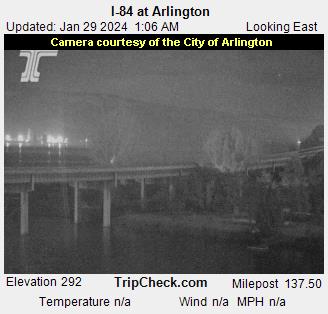 I-84 at Arlington
Updated: Jan 29 2024 1:06 AM Looking East
Camera courtesy of the City of Arlington
Elevation 292 TripCheck.com Milepost 137.50
Temperature n/a Wind n/a MPH n/a